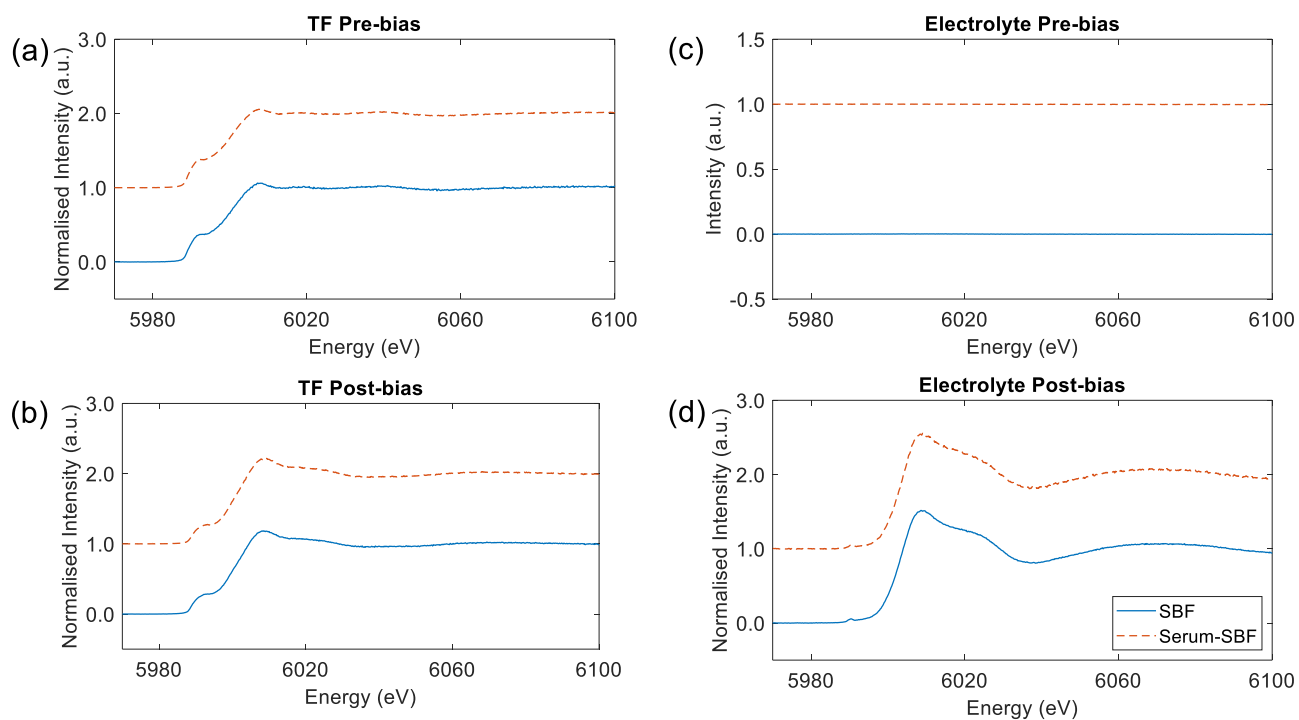 (a)
TF Pre-bias
Normalised Intensity (a.u.)
3.0
2.0
1.0
0.0
5980
6020
6060
6100
Energy (eV)
(c)
Electrolyte Pre-bias
Intensity (a.u.)
1.5
1.0
0.5
0.0
-0.5
5980
6020
6060
6100
Energy (eV)
(b)
TF Post-bias
Normalised Intensity (a.u.)
3.0
2.0
1.0
0.0
5980
6020
6060
6100
Energy (eV)
(d)
Electrolyte Post-bias
Normalised Intensity (a.u.)
3.0
2.0
1.0
0.0
SBF
Serum-SBF
5980
6020
6060
6100
Energy (eV)